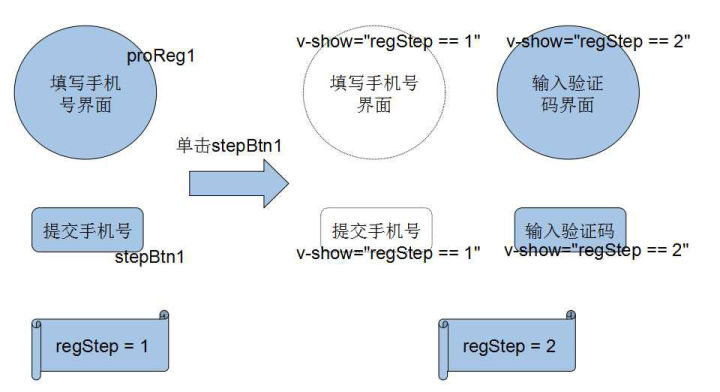 proReg1
填写手机
号界面
单击stepBtn1
提交手机号
stepBtn1
regStep = 1
v-show="regStep == 1"
填写手机号
界面
v-show="regStep == 2"
输入验证
码界面
提交手机号
v-show="regStep == 1"
输入验证码
v-show="regStep == 2"
regStep = 2